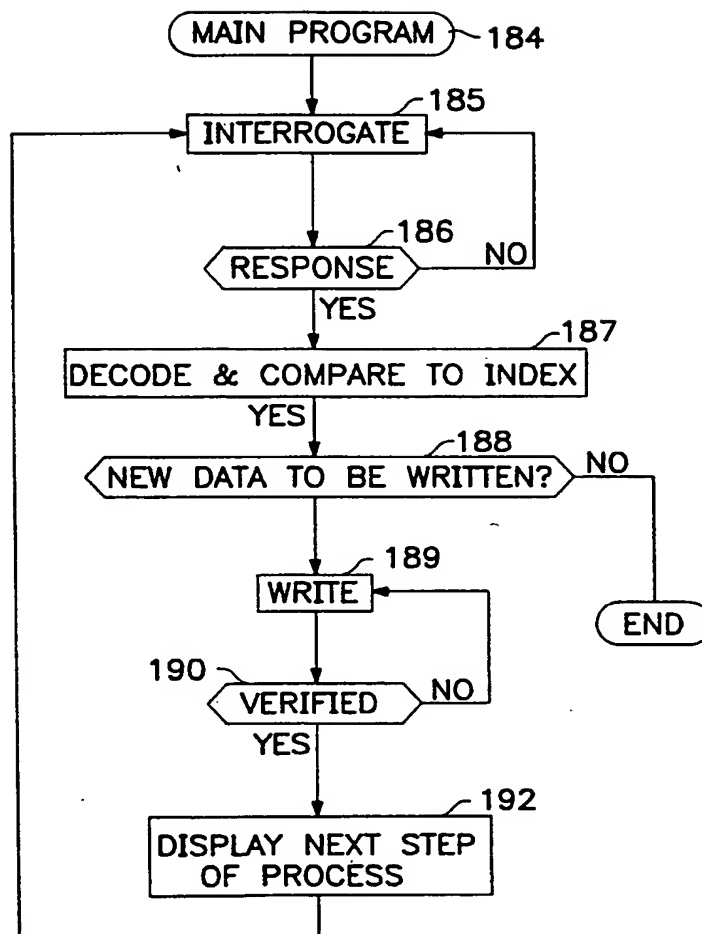 MAIN PROGRAM 184
185
INTERROGATE
186
RESPONSE NO
YES
187
DECODE & COMPARE TO INDEX
YES
188
NEW DATA TO BE WRITTEN? NO
189
WRITE
END
190
VERIFIED NO
YES
192
DISPLAY NEXT STEP
OF PROCESS